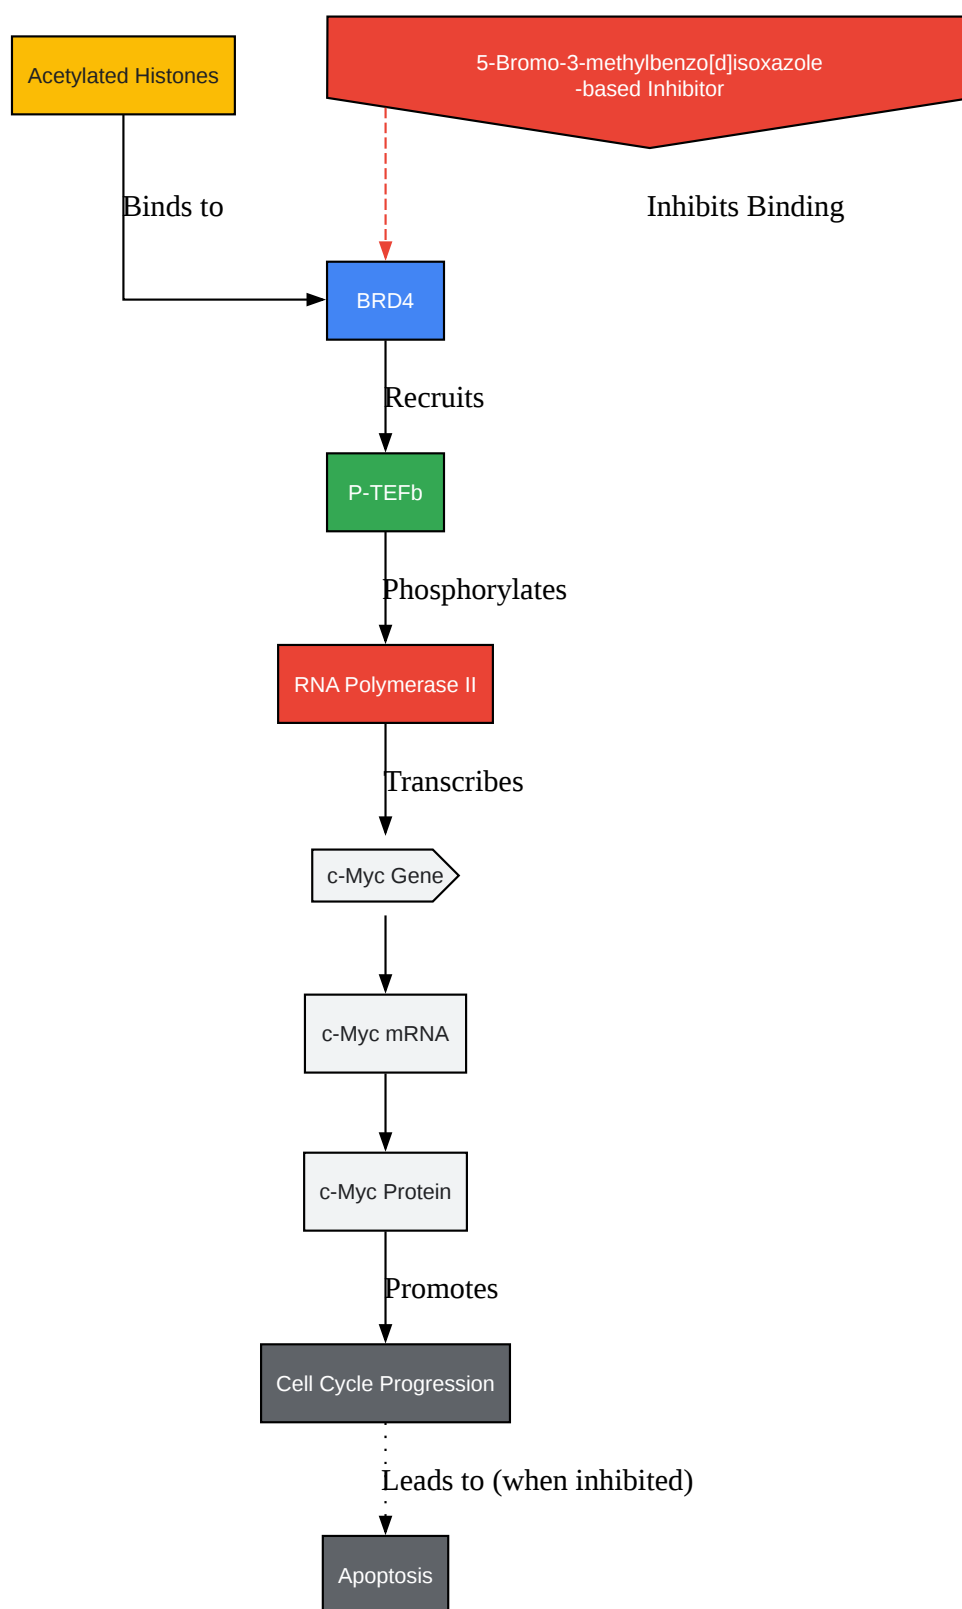 Acetylated Histones
5-Bromo-3-methylbenzo[d]isoxazole
-based Inhibitor
Binds to
Inhibits Binding
BRD4
Recruits
P-TEFb
Phosphorylates
RNA Polymerase II
Transcribes
c-Myc Gene
c-Myc mRNA
c-Myc Protein
Promotes
Cell Cycle Progression
Leads to (when inhibited)
Apoptosis